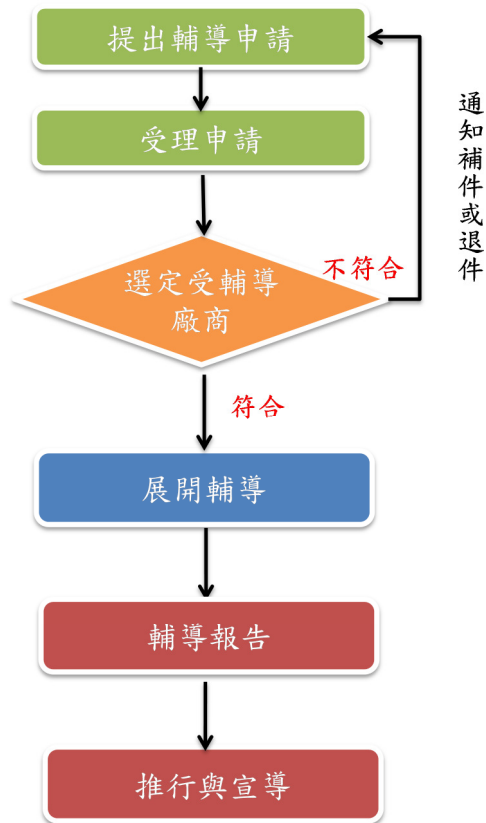 提出輔導申請
受理申請
通知補件或退件
選定受輔導
廠商
不符合
符合
展開輔導
輔導報告
推行與宣導